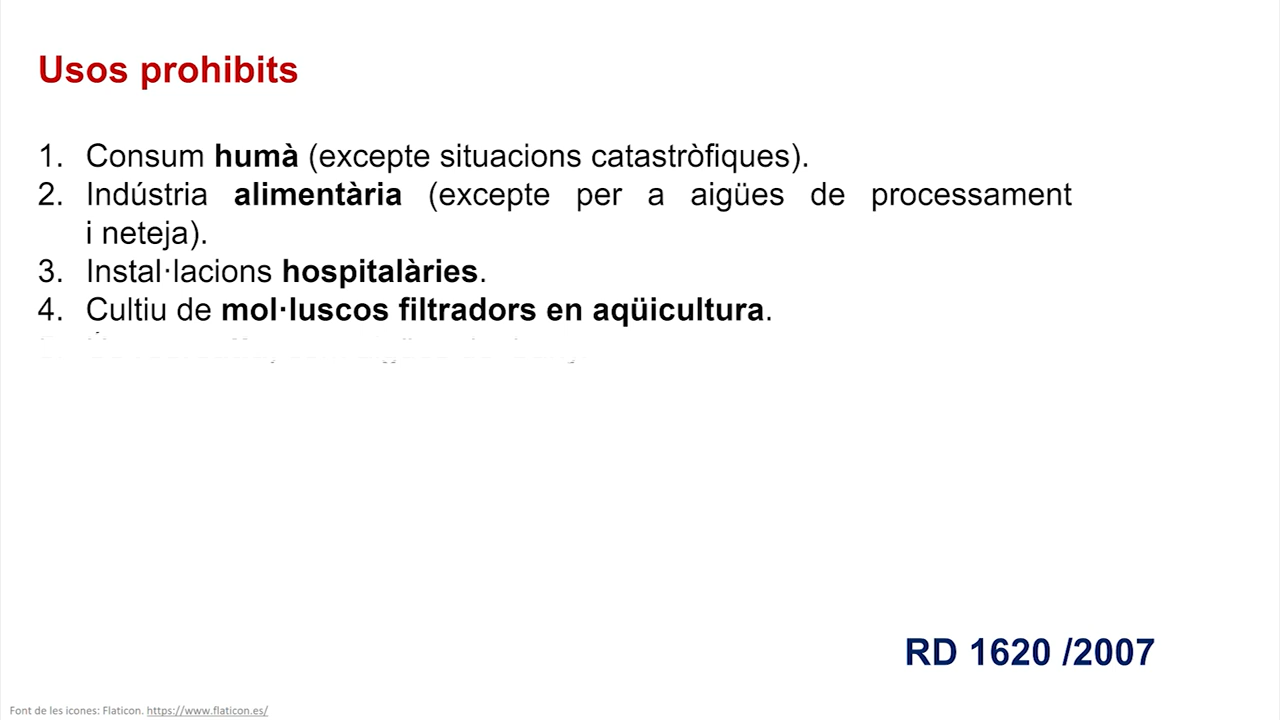 Usos prohibits
1. Consum humà (excepte situacions catastròfiques).
2. Indústria alimentària (excepte per a aigües de processament
i neteja).
3. Instal·lacions hospitalàries.
4. Cultiu de mol·luscos filtradors en aqüicultura.
RD 1620 /2007
Font de les icones: Flaticon. https://www.flaticon.es/